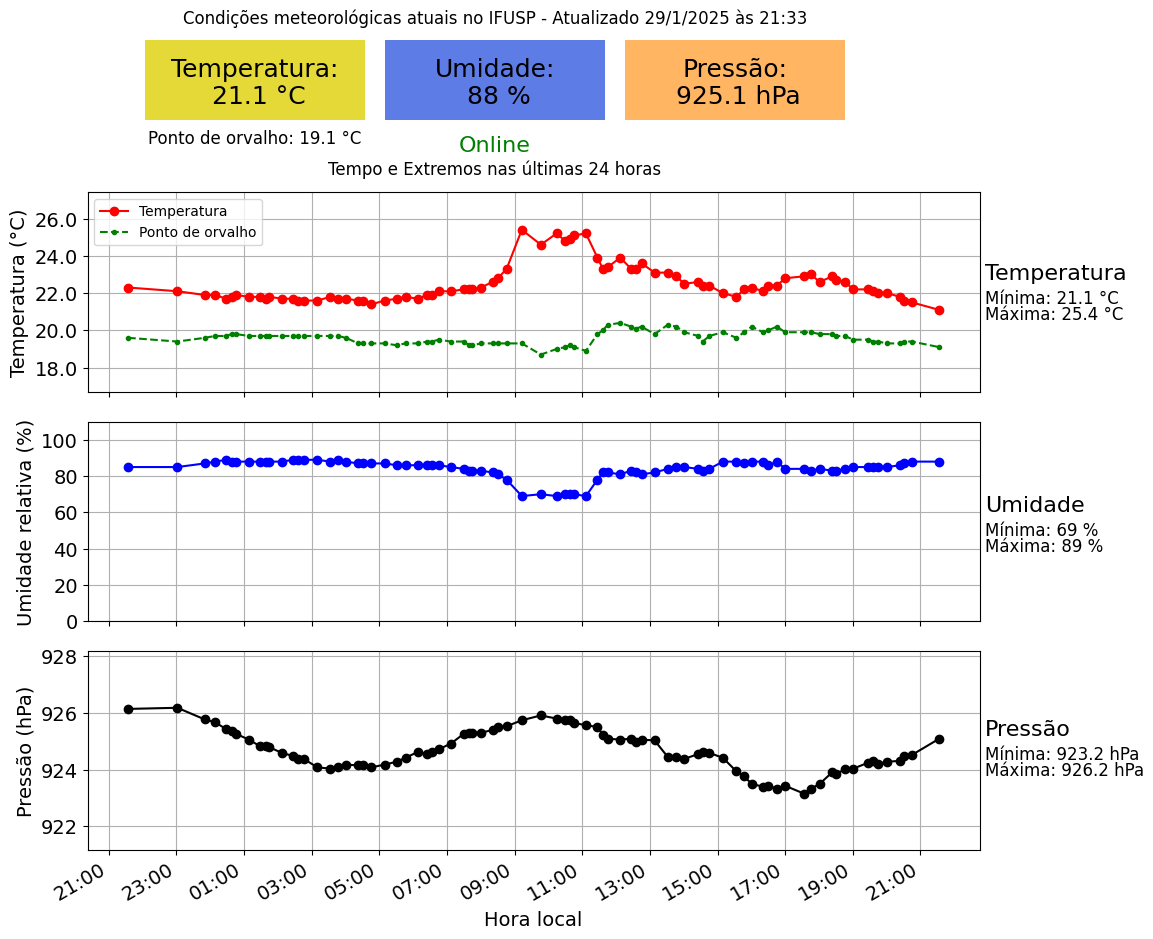 Condições meteorológicas atuais no IFUSP - Atualizado 29/1/2025 às 21:33
Temperatura:
21.1 °C
Umidade:
88 %
Pressão:
925.1 hPa
Ponto de orvalho: 19.1 °C
Online
Tempo e Extremos nas últimas 24 horas
Temperatura (°C)
26.0
24.0
22.0
20.0
18.0
Temperatura
Ponto de orvalho
Temperatura
Mínima: 21.1 °C
Máxima: 25.4 °C
Umidade relativa (%)
100
80
60
40
20
0
Umidade
Mínima: 69 %
Máxima: 89 %
Pressão (hPa)
928
926
924
922
Pressão
Mínima: 923.2 hPa
Máxima: 926.2 hPa
21:00 23:00 01:00 03:00 05:00 07:00 09:00 11:00 13:00 15:00 17:00 19:00 21:00
Hora local